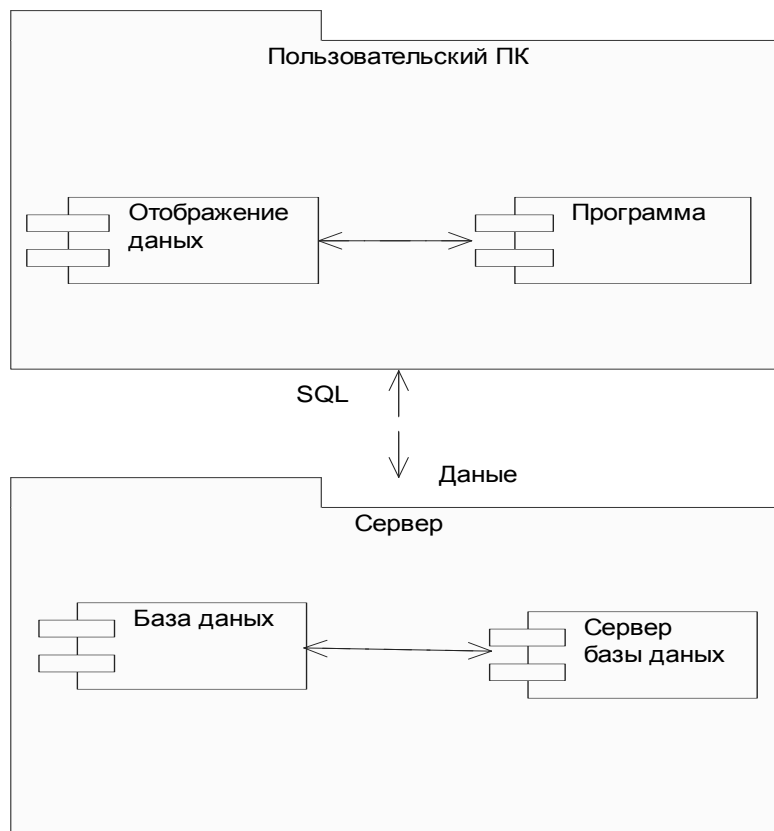 Пользовательский ПК
Отображение
даных
Программа
SQL
Даные
Сервер
База даных
Сервер
базы даных